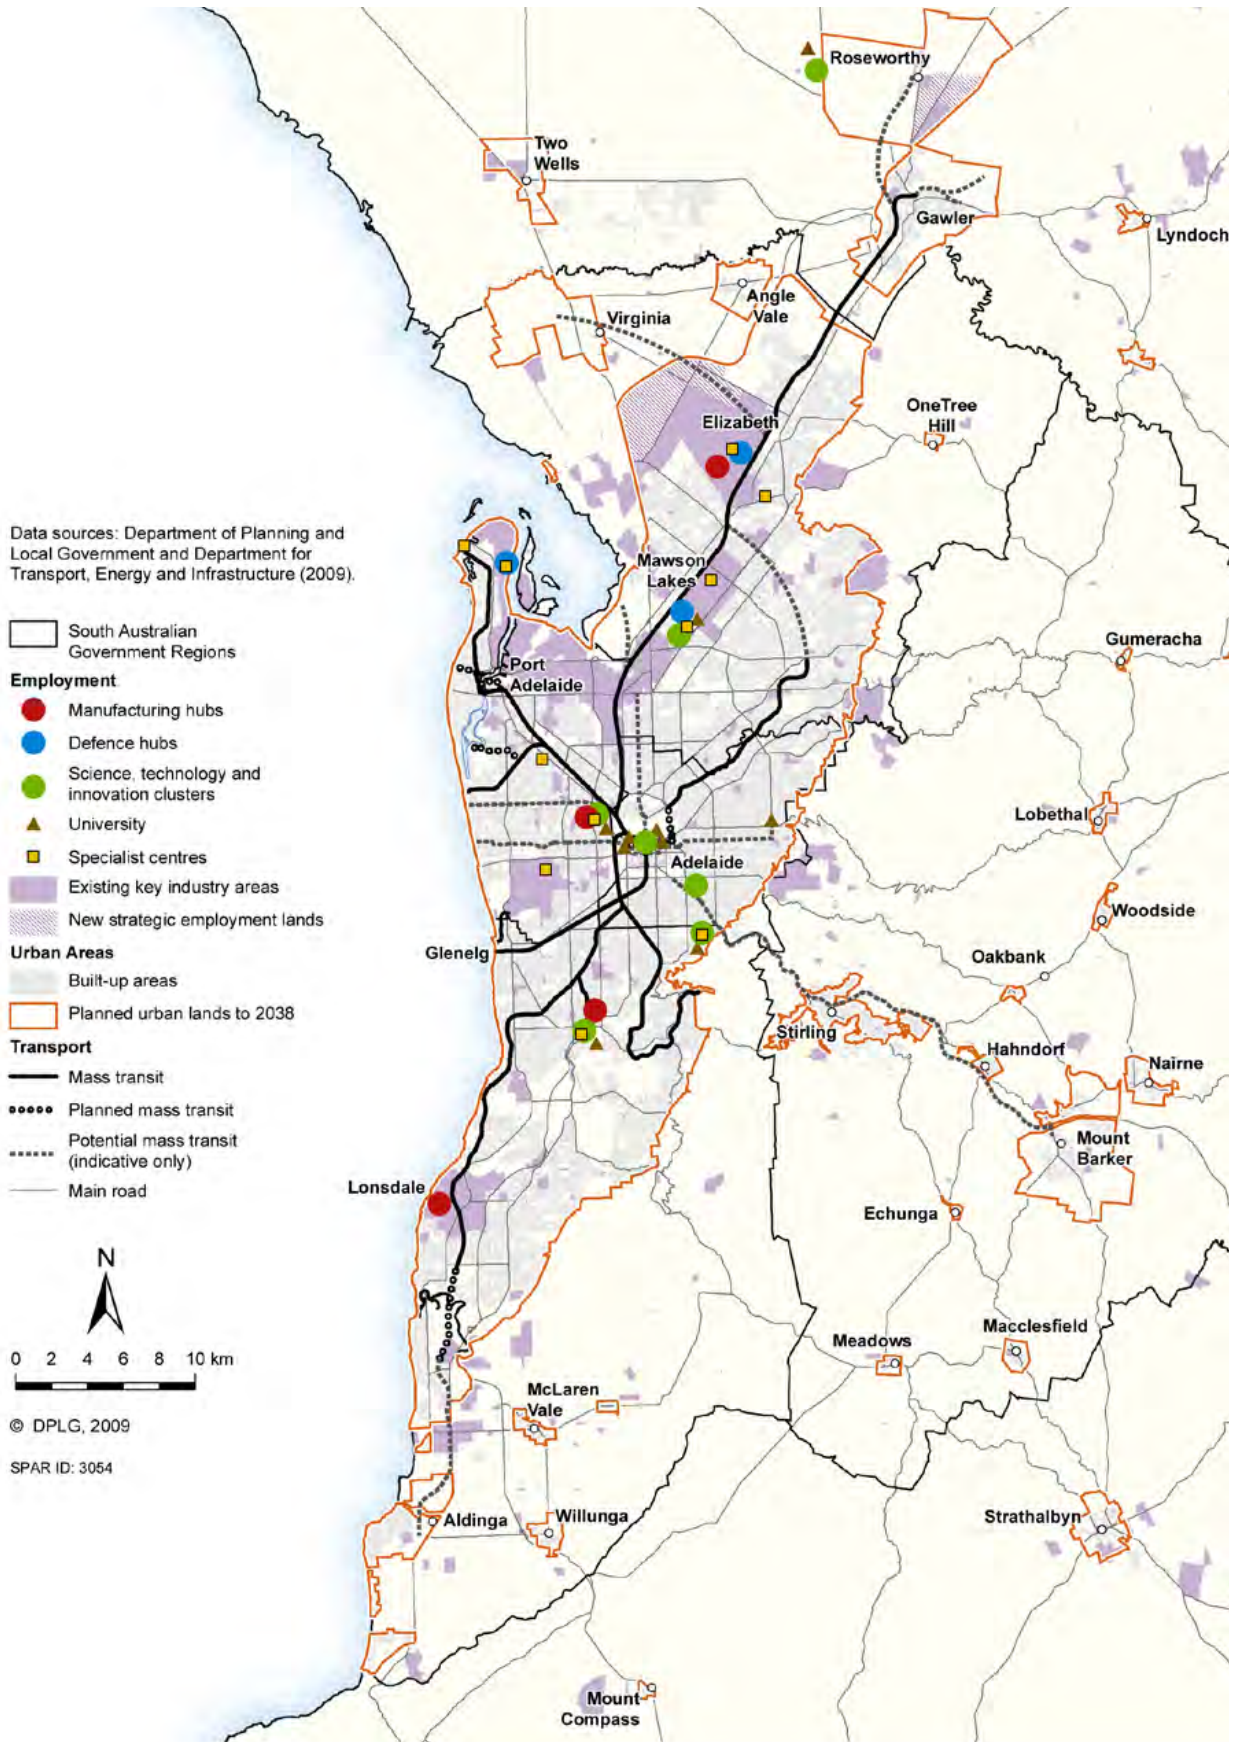 Roseworthy
Two
Wells
Gawler
Lyndoch
Angle
Vale
Virginia
OneTree
Hill
Elizabeth
Data sources: Department of Planning and
Local Government and Department for
Transport, Energy and Infrastructure (2009).
Mawson
Lakes
South Australian
Government Regions
Gumeracha
Port
Adelaide
Employment
Manufacturing hubs
Defence hubs
Science, technology and
innovation clusters
University
Specialist centres
Existing key industry areas
New strategic employment lands
Urban Areas
Built-up areas
Planned urban lands to 2038
Transport
Mass transit
Planned mass transit
Potential mass transit
(indicative only)
Main road
Lobethal
Adelaide
Woodside
Glenelg
Oakbank
Stirling
Hahndorf
Nairne
Mount
Barker
Lonsdale
Echunga
N
0 2 4 6 8 10 km
Meadows
Macclesfield
McLaren
Vale
© DPLG, 2009
SPAR ID: 3054
Aldinga
Willunga
Strathalbyn
Mount
Compass